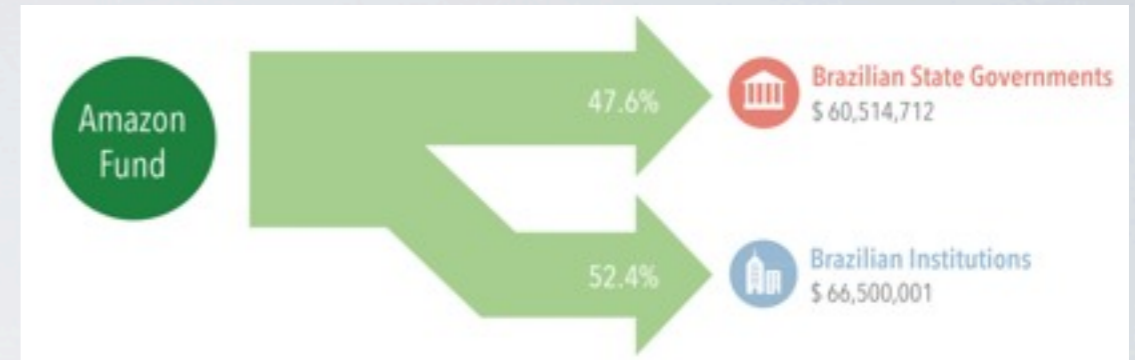 Amazon
Fund
47.6%
Brazilian State Governments
$ 60,514,712
52.4%
Brazilian Institutions
$ 66,500,001